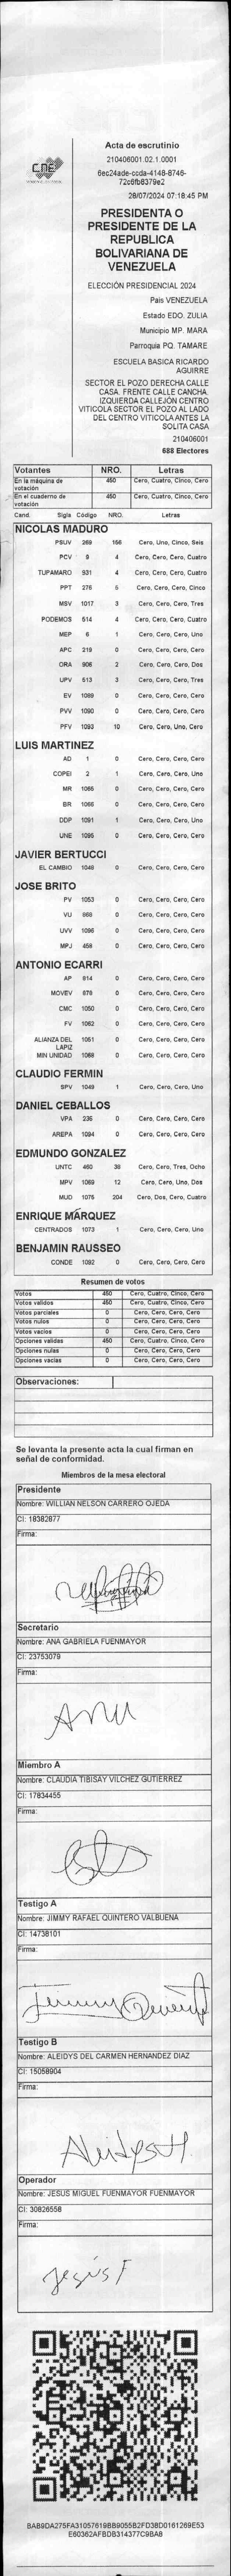 CNE
Acta de escrutinio
210406001.02.1.0001
6ec24ade-ccda-4148-8746-
72c6fb8379e2
28/07/2024 07:18:45 PM
PRESIDENTA O
PRESIDENTE DE LA
REPUBLICA
BOLIVARIANA DE
VENEZUELA
ELECCIÓN PRESIDENCIAL 2024
Pais VENEZUELA
Estado EDO. ZULIA
Municipio MP. MARA
Parroquia PQ. TAMARE
ESCUELA BASICA RICARDO
AGUIRRE
SECTOR EL POZO DERECHA CALLE
CASA. FRENTE CALLE CANCHA.
IZQUIERDA CALLEJÓN CENTRO
VITICOLA SECTOR EL POZO AL LADO
DEL CENTRO VITICOLA ANTES LA
SOLITA CASA
210406001
688 Electores
Votantes NRO. Letras
En la máquina de votación 450 Cero, Cuatro, Cinco, Cero
En el cuaderno de votación 450 Cero, Cuatro, Cinco, Cero
Cand. Sigla Código NRO. Letras
NICOLAS MADURO
PSUV 269 156 Cero, Uno, Cinco, Seis
PCV 9 4 Cero, Cero, Cero, Cuatro
TUPAMARO 931 4 Cero, Cero, Cero, Cuatro
PPT 276 5 Cero, Cero, Cero, Cinco
MSV 1017 3 Cero, Cero, Cero, Tres
PODEMOS 514 4 Cero, Cero, Cero, Cuatro
MEP 6 1 Cero, Cero, Cero, Uno
APC 219 0 Cero, Cero, Cero, Cero
ORA 906 2 Cero, Cero, Cero, Dos
UPV 513 3 Cero, Cero, Cero, Tres
EV 1089 0 Cero, Cero, Cero, Cero
PVV 1090 0 Cero, Cero, Cero, Cero
PFV 1093 10 Cero, Cero, Uno, Cero
LUIS MARTINEZ
AD 1 0 Cero, Cero, Cero, Cero
COPEI 2 1 Cero, Cero, Cero, Uno
MR 1065 0 Cero, Cero, Cero, Cero
BR 1066 0 Cero, Cero, Cero, Cero
DDP 1091 1 Cero, Cero, Cero, Uno
UNE 1095 0 Cero, Cero, Cero, Cero
JAVIER BERTUCCI
EL CAMBIO 1048 0 Cero, Cero, Cero, Cero
JOSE BRITO
PV 1053 0 Cero, Cero, Cero, Cero
VU 668 0 Cero, Cero, Cero, Cero
UVV 1096 0 Cero, Cero, Cero, Cero
MPJ 458 0 Cero, Cero, Cero, Cero
ANTONIO ECARRI
AP 814 0 Cero, Cero, Cero, Cero
MOVEV 879 0 Cero, Cero, Cero, Cero
CMC 1050 0 Cero, Cero, Cero, Cero
FV 1062 0 Cero, Cero, Cero, Cero
ALIANZA DEL LAPIZ 1051 0 Cero, Cero, Cero, Cero
MIN UNIDAD 1068 0 Cero, Cero, Cero, Cero
CLAUDIO FERMIN
SPV 1049 1 Cero, Cero, Cero, Uno
DANIEL CEBALLOS
VPA 235 0 Cero, Cero, Cero, Cero
AREPA 1094 0 Cero, Cero, Cero, Cero
EDMUNDO GONZALEZ
UNTC 460 38 Cero, Cero, Tres, Ocho
MPV 1069 12 Cero, Cero, Uno, Dos
MUD 1075 204 Cero, Dos, Cero, Cuatro
ENRIQUE MÁRQUEZ
CENTRADOS 1073 1 Cero, Cero, Cero, Uno
BENJAMIN RAUSSEO
CONDE 1092 0 Cero, Cero, Cero, Cero
Resumen de votos
Votos 450 Cero, Cuatro, Cinco, Cero
Votos validos 450 Cero, Cuatro, Cinco, Cero
Votos parciales 0 Cero, Cero, Cero, Cero
Votos nulos 0 Cero, Cero, Cero, Cero
Votos vacios 0 Cero, Cero, Cero, Cero
Opciones validas 450 Cero, Cuatro, Cinco, Cero
Opciones nulas 0 Cero, Cero, Cero, Cero
Opciones vacias 0 Cero, Cero, Cero, Cero
Observaciones:
Se levanta la presente acta la cual firman en
señal de conformidad.
Miembros de la mesa electoral
Presidente
Nombre: WILLIAN NELSON CARRERO OJEDA
CI: 18382877
Firma:
Secretario
Nombre: ANA GABRIELA FUENMAYOR
CI: 23753079
Firma:
Miembro A
Nombre: CLAUDIA TIBISAY VILCHEZ GUTIERREZ
CI: 17834455
Firma:
Testigo A
Nombre: JIMMY RAFAEL QUINTERO VALBUENA
CI: 14738101
Firma:
Testigo B
Nombre: ALEIDYS DEL CARMEN HERNANDEZ DIAZ
CI: 15058904
Firma:
Aleidys H.
Operador
Nombre: JESUS MIGUEL FUENMAYOR FUENMAYOR
CI: 30826558
Firma:
Jesús F
BAB9DA275FA31057619BB9055B2FD38D0161269E53
E60362AFBDB314377C9BA8